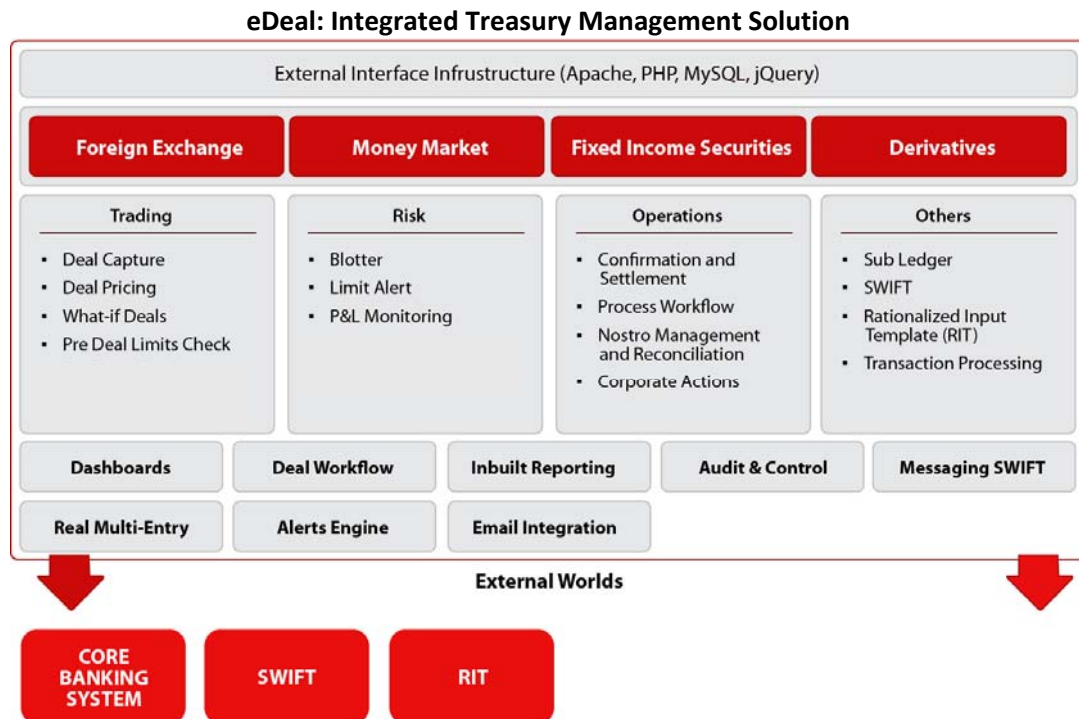 eDeal: Integrated Treasury Management Solution
External Interface Infrustructure (Apache, PHP, MySQL, jQuery)
Foreign Exchange
Money Market
Fixed Income Securities
Derivatives
Trading
▪ Deal Capture
▪ Deal Pricing
▪ What-if Deals
▪ Pre Deal Limits Check
Risk
▪ Blotter
▪ Limit Alert
▪ P&L Monitoring
Operations
▪ Confirmation and
Settlement
▪ Process Workflow
▪ Nostro Management
and Reconciliation
▪ Corporate Actions
Others
▪ Sub Ledger
▪ SWIFT
▪ Rationalized Input
Template (RIT)
▪ Transaction Processing
Dashboards
Deal Workflow
Inbuilt Reporting
Audit & Control
Messaging SWIFT
Real Multi-Entry
Alerts Engine
Email Integration
External Worlds
CORE
BANKING
SYSTEM
SWIFT
RIT